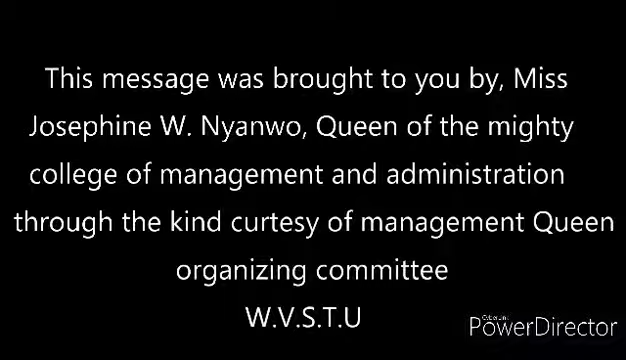 This message was brought to you by, Miss
Josephine W. Nyanwo, Queen of the mighty
college of management and administration
through the kind curtesy of management Queen
organizing committee
W.V.S.T.U
CyberLink
PowerDirector